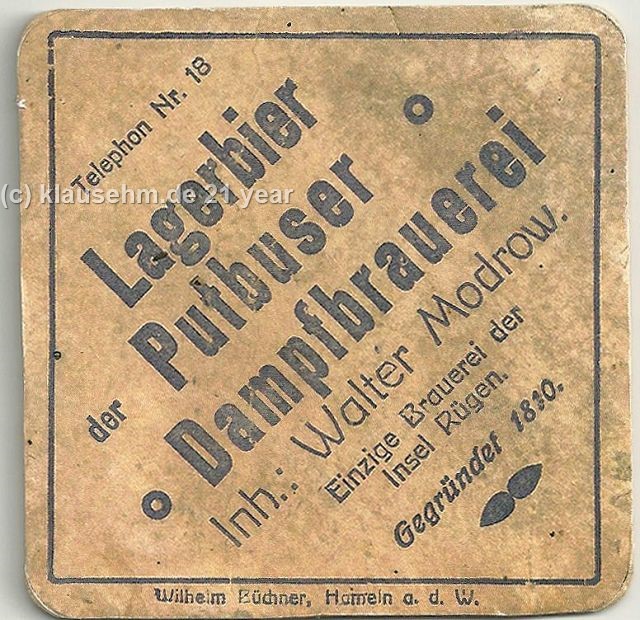 Telephon Nr. 18
Lagerbier
der Putbuser
Dampfbrauerei
Inh.: Walter Modrow.
Einzige Brauerei der
Insel Rügen.
Gegründet 1810.
Wilhelm Büchner, Hameln a. d. W.
(c) klausehm.de 21.year